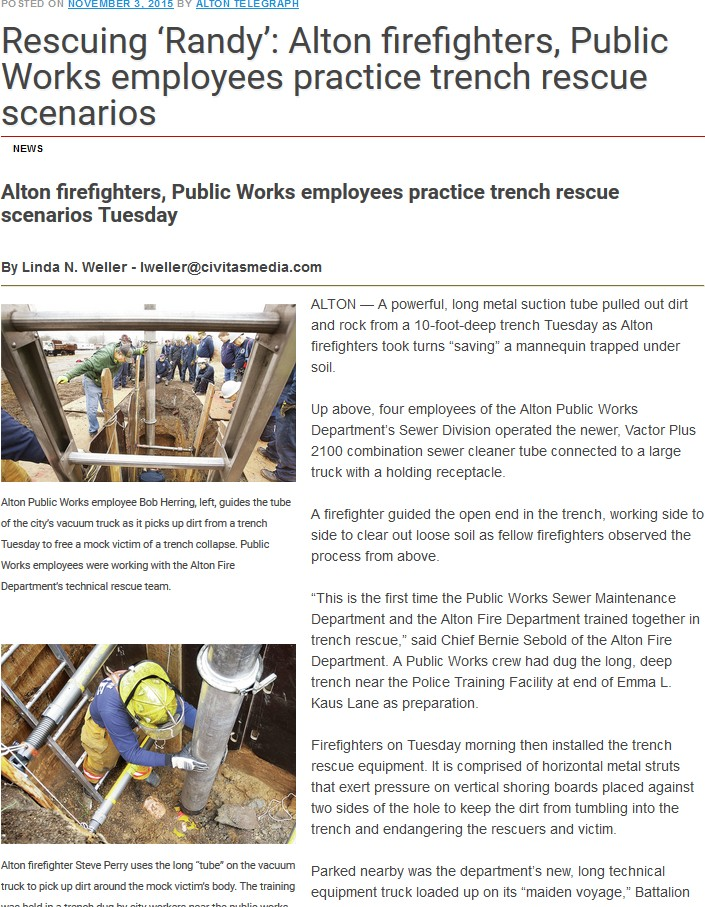 POSTED ON NOVEMBER 3, 2015 BY ALTON TELEGRAPH
Rescuing ‘Randy’: Alton firefighters, Public
Works employees practice trench rescue
scenarios
NEWS
Alton firefighters, Public Works employees practice trench rescue
scenarios Tuesday
By Linda N. Weller - lweller@civitasmedia.com
Alton Public Works employee Bob Herring, left, guides the tube
of the city’s vacuum truck as it picks up dirt from a trench
Tuesday to free a mock victim of a trench collapse. Public
Works employees were working with the Alton Fire
Department’s technical rescue team.
Alton firefighter Steve Perry uses the long “tube” on the vacuum
truck to pick up dirt around the mock victim’s body. The training
was held in a trench dug by city workers near the public works
ALTON — A powerful, long metal suction tube pulled out dirt
and rock from a 10-foot-deep trench Tuesday as Alton
firefighters took turns “saving” a mannequin trapped under
soil.
Up above, four employees of the Alton Public Works
Department’s Sewer Division operated the newer, Vactor Plus
2100 combination sewer cleaner tube connected to a large
truck with a holding receptacle.
A firefighter guided the open end in the trench, working side to
side to clear out loose soil as fellow firefighters observed the
process from above.
“This is the first time the Public Works Sewer Maintenance
Department and the Alton Fire Department trained together in
trench rescue,” said Chief Bernie Sebold of the Alton Fire
Department. A Public Works crew had dug the long, deep
trench near the Police Training Facility at end of Emma L.
Kaus Lane as preparation.
Firefighters on Tuesday morning then installed the trench
rescue equipment. It is comprised of horizontal metal struts
that exert pressure on vertical shoring boards placed against
two sides of the hole to keep the dirt from tumbling into the
trench and endangering the rescuers and victim.
Parked nearby was the department’s new, long technical
equipment truck loaded up on its “maiden voyage,” Battalion